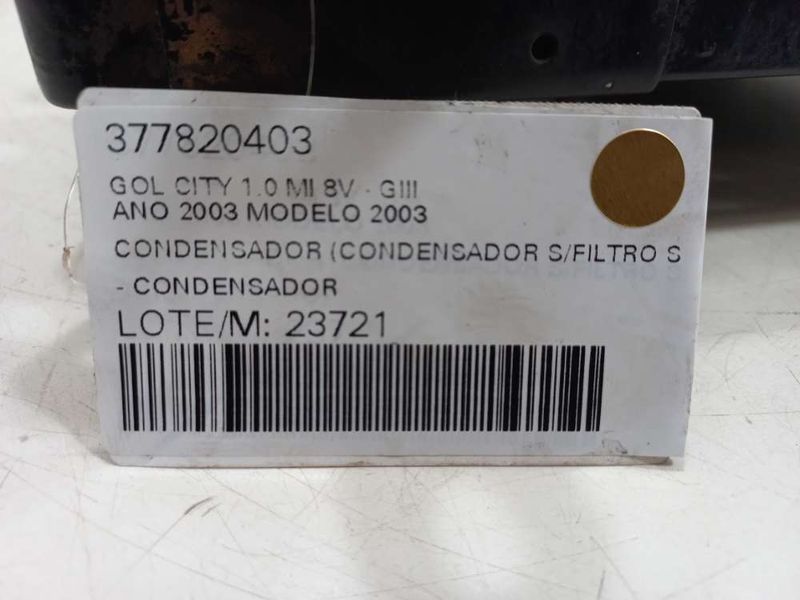 377820403
GOL CITY 1.0 MI 8V - GIII
ANO 2003 MODELO 2003
CONDENSADOR (CONDENSADOR S/FILTRO S
- CONDENSADOR
LOTE/M: 23721